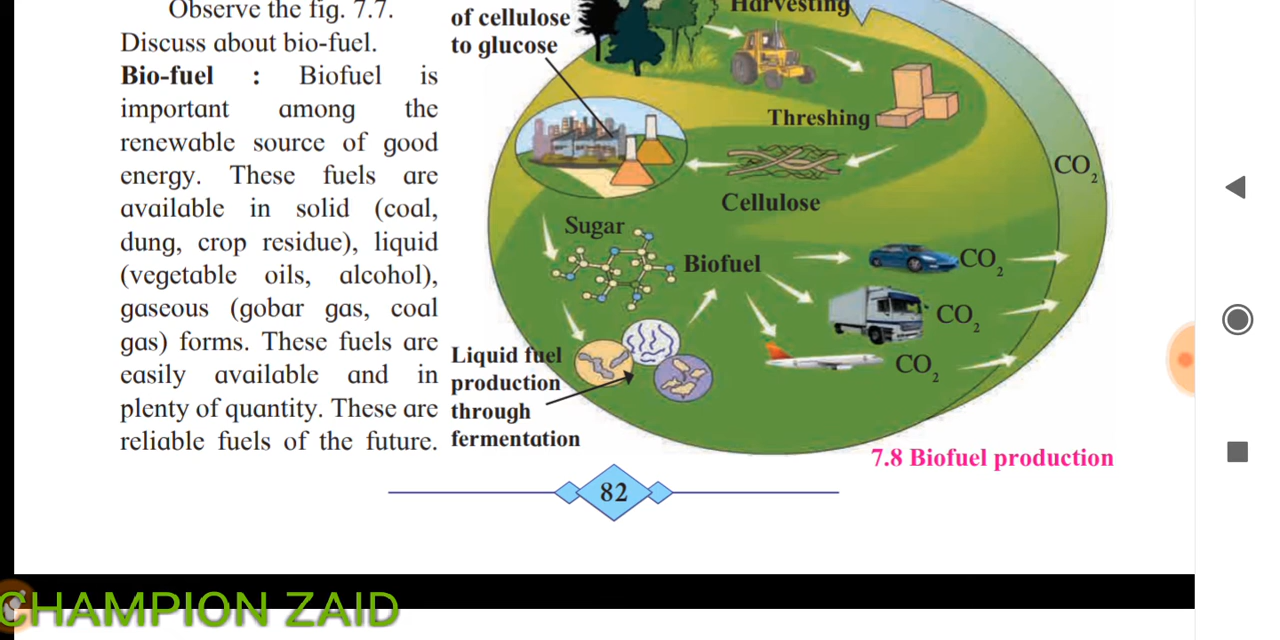 Observe the fig. 7.7.
Discuss about bio-fuel.
Bio-fuel : Biofuel is
important among the
renewable source of good
energy. These fuels are
available in solid (coal,
dung, crop residue), liquid
(vegetable oils, alcohol),
gaseous (gobar gas, coal
gas) forms. These fuels are
easily available and in
plenty of quantity. These are
reliable fuels of the future.
of cellulose
to glucose
Harvesting
Threshing
CO₂
Cellulose
Sugar
Biofuel
CO₂
CO₂
CO₂
Liquid fuel
production
through
fermentation
7.8 Biofuel production
82
CHAMPION ZAID